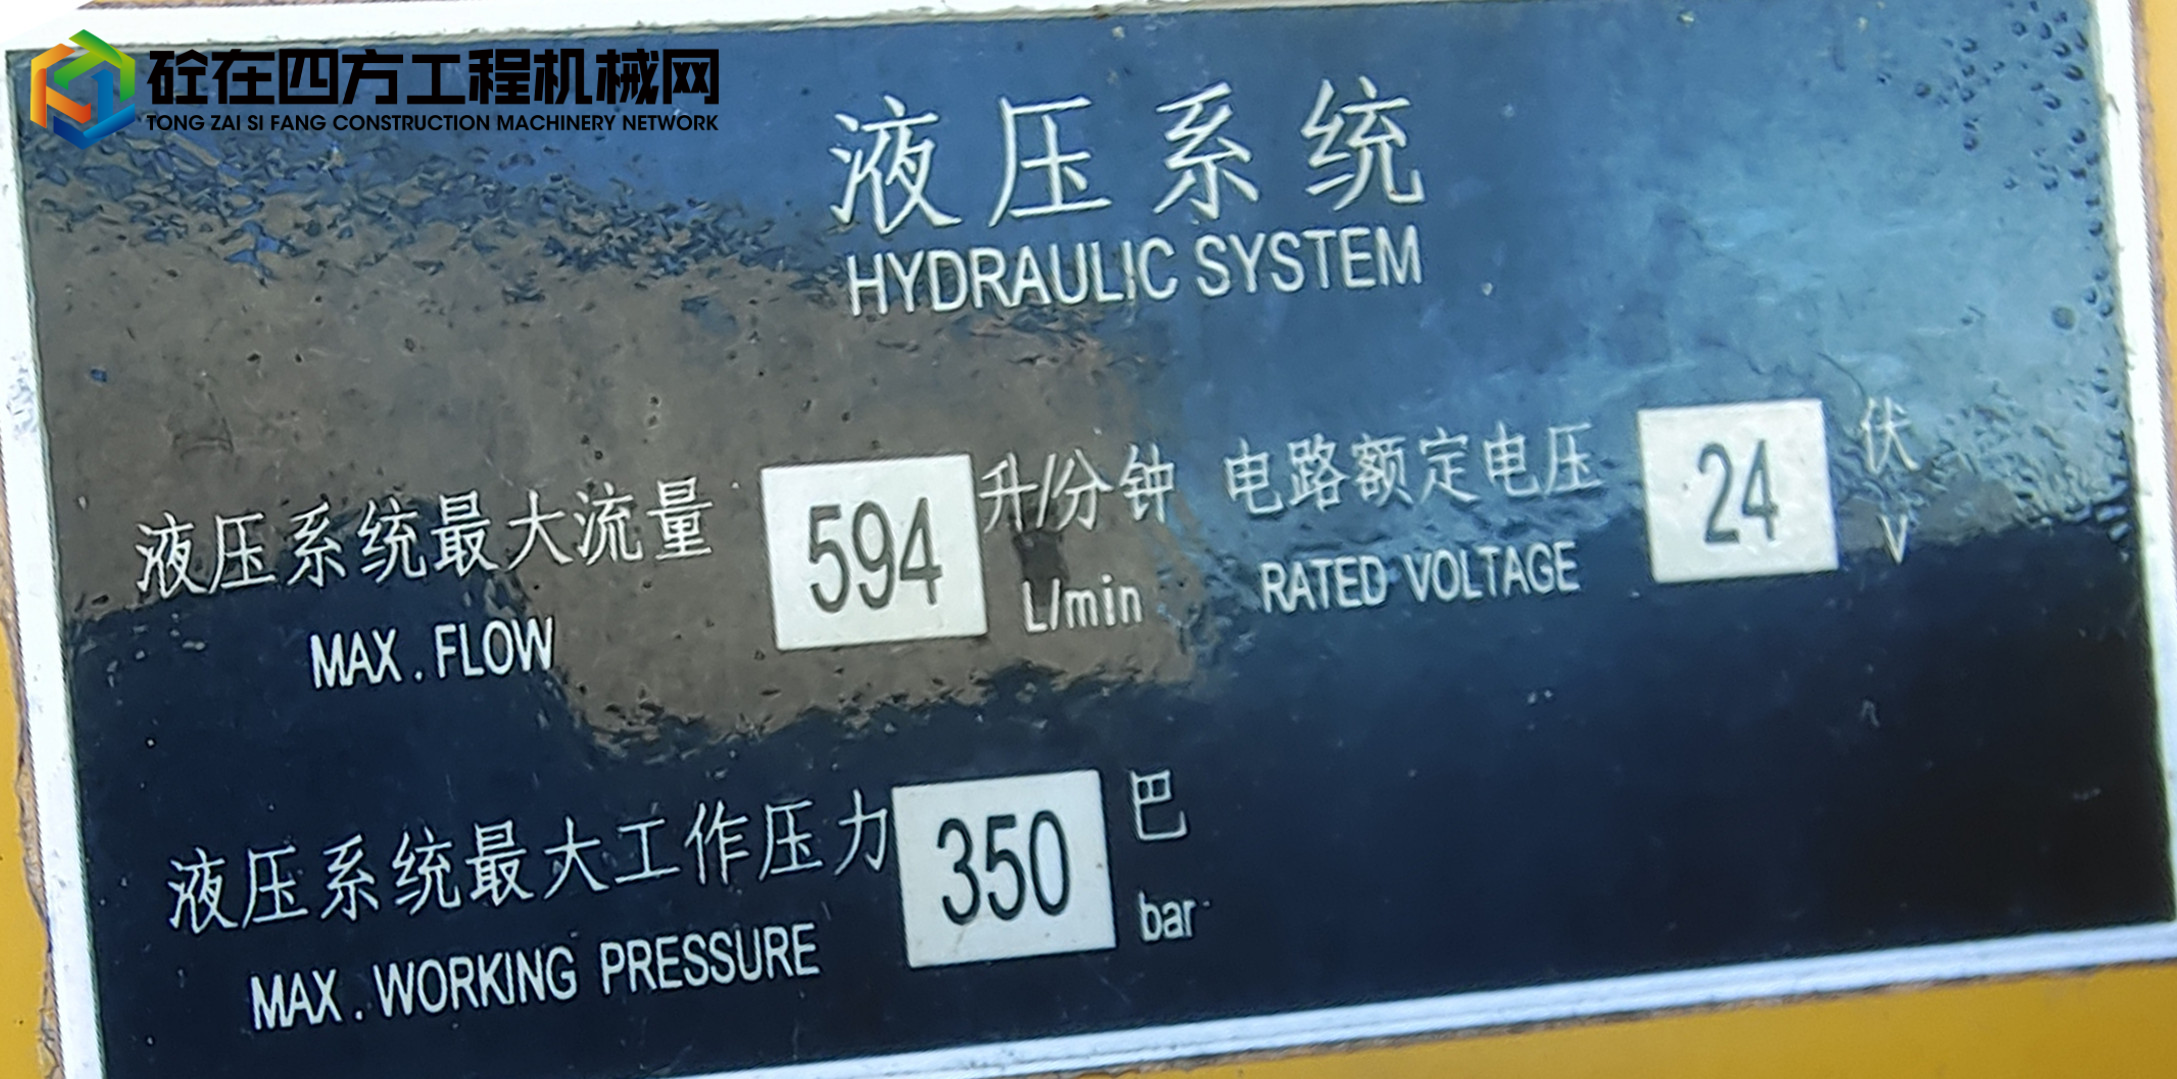 砼在四方工程机械网
TONG ZAI SI FANG CONSTRUCTION MACHINERY NETWORK
液压系统
HYDRAULIC SYSTEM
液压系统最大流量 594 升/分钟 电路额定电压 24 伏
MAX. FLOW L/min RATED VOLTAGE V
液压系统最大工作压力 350 巴
MAX. WORKING PRESSURE bar